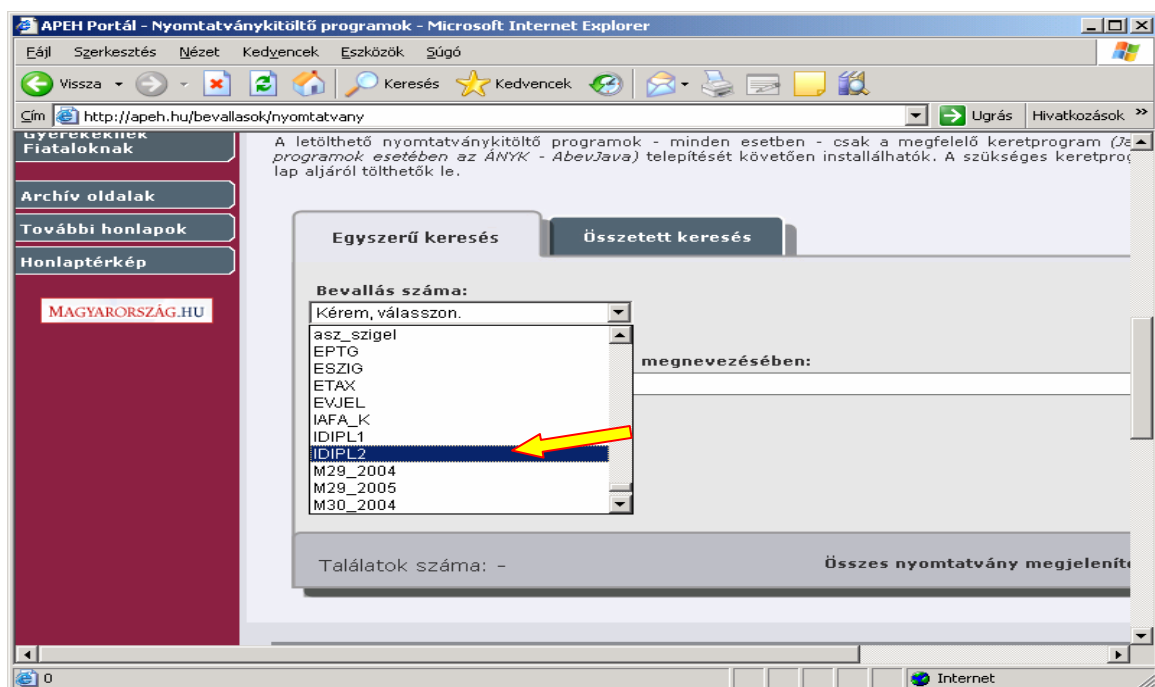 APEH Portál - Nyomtatványkitöltő programok - Microsoft Internet Explorer
Fájl Szerkesztés Nézet Kedvencek Eszközök Súgó
Vissza Keresés Kedvencek
Cím http://apeh.hu/bevallasok/nyomtatvany Ugrás Hivatkozások
Gyerekeknek
Fiataloknak
Archív oldalak
További honlapok
Honlaptérkép
MAGYARORSZÁG.HU
A letölthető nyomtatványkitöltő programok - minden esetben - csak a megfelelő keretprogram
programok esetében az ÁNYK - AbevJava) telepítését követően installálhatók. A szükséges
lap aljáról tölthetők le.
Egyszerű keresés Összetett keresés
Bevallás száma:
Kérem, válasszon.
asz_szigel
EPTG
ESZIG
ETAX
EVJEL
IAFA_K
IDIPL1
IDIPL2
M29_2004
M29_2005
M30_2004
megnevezésében:
Találatok száma: - Összes nyomtatvány
0 Internet